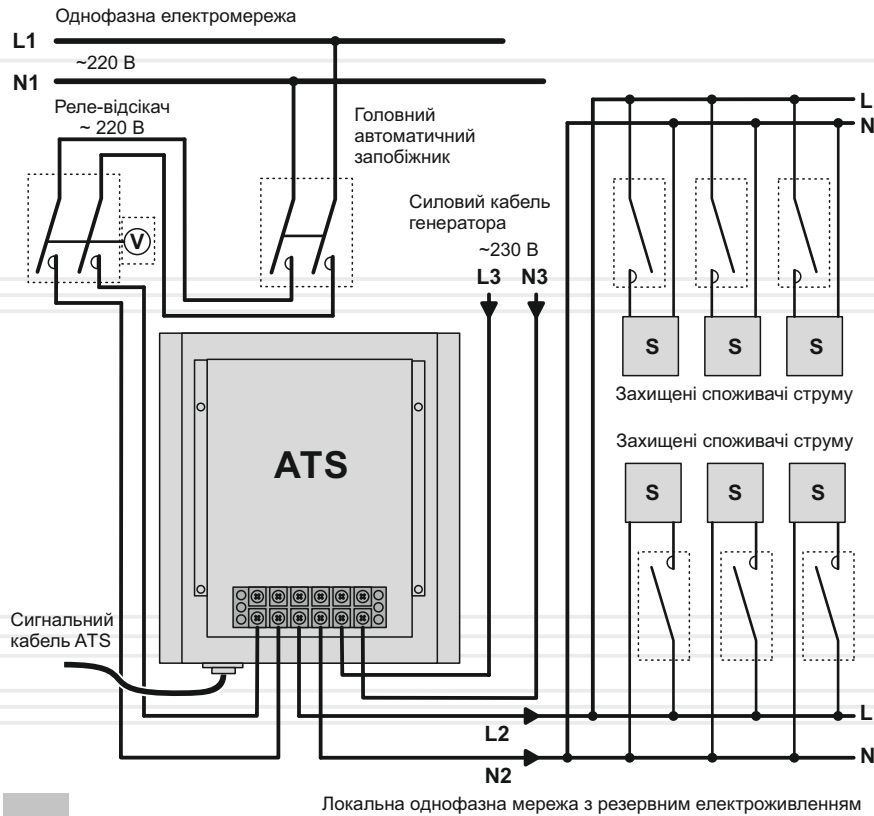 Однофазна електромережа
L1
~220 В
N1
Реле-відсікач
~ 220 В
Головний
автоматичний
запобіжник
Силовий кабель
генератора
~230 В
L3 N3
L
N
V
S S S
Захищені споживачі струму
Захищені споживачі струму
S S S
ATS
Сигнальний
кабель ATS
L2
L
N2
N
Локальна однофазна мережа з резервним електроживленням